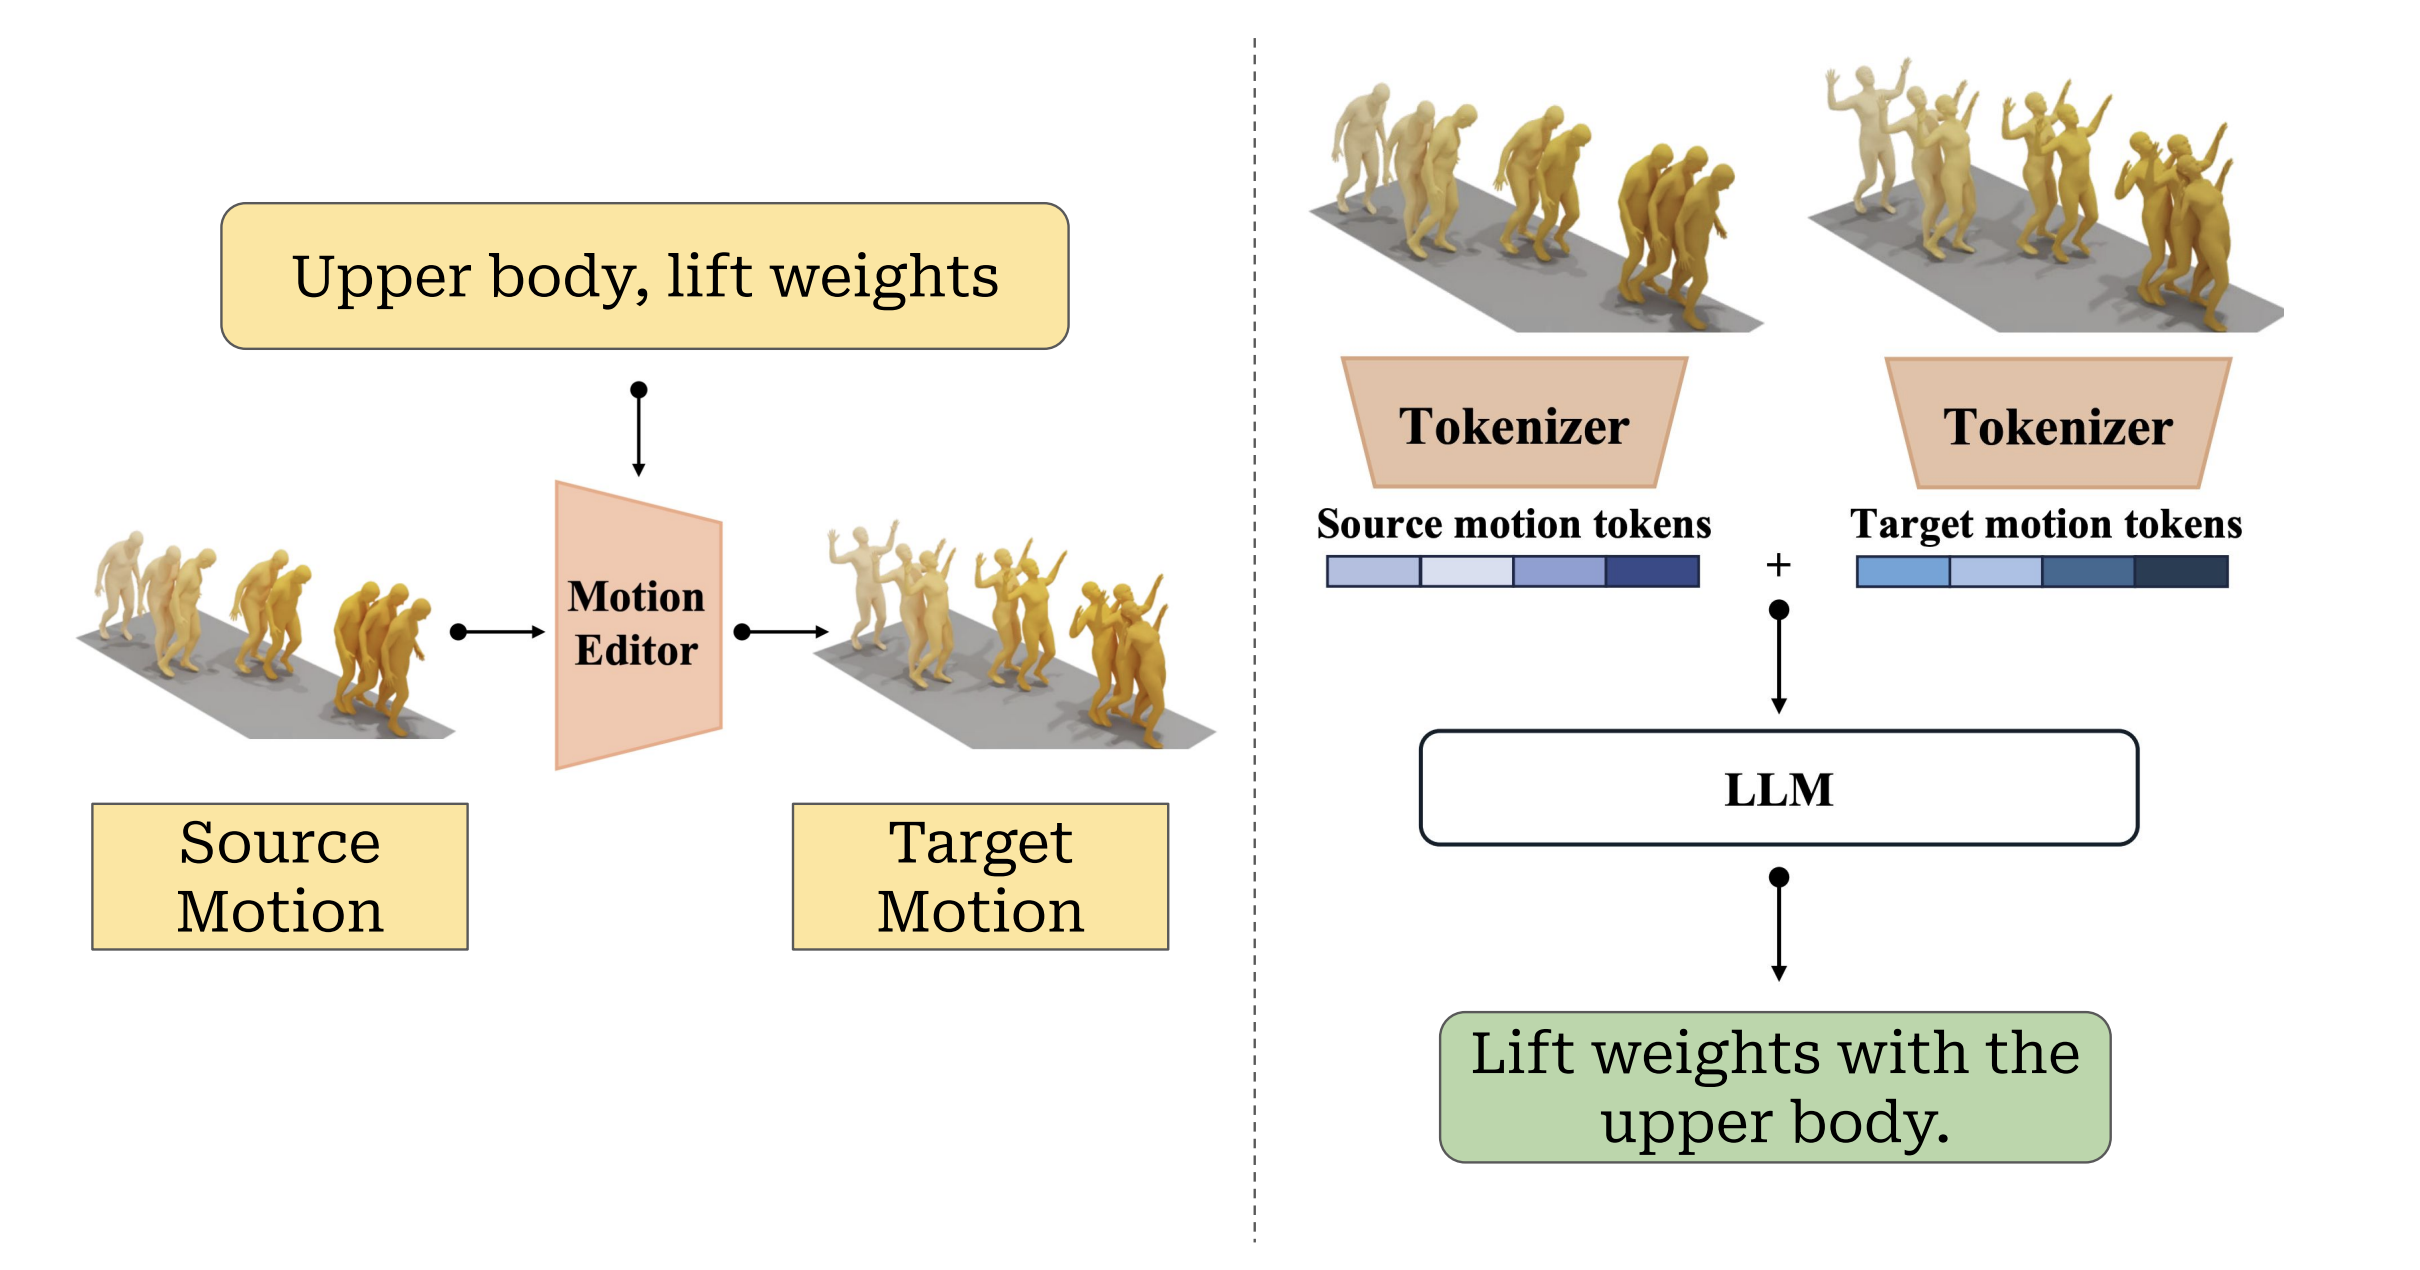 Upper body, lift weights
Motion
Editor
Source
Motion
Target
Motion
Tokenizer
Tokenizer
Source motion tokens
+
Target motion tokens
LLM
Lift weights with the
upper body.